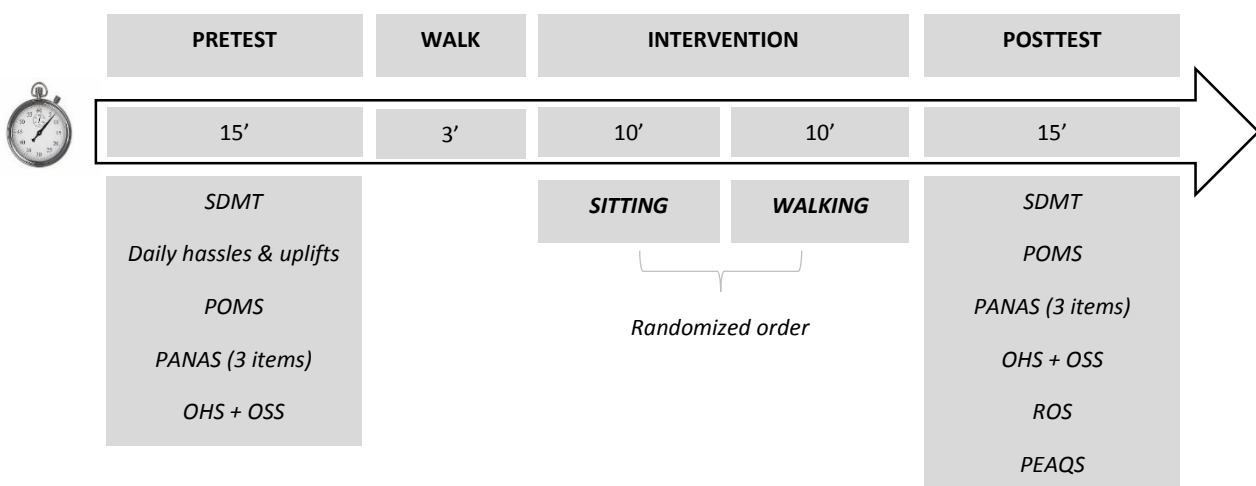 PRETEST WALK INTERVENTION POSTTEST
15’ 3’ 10’ 10’ 15’
SDMT SITTING WALKING SDMT
Daily hassles & uplifts POMS
POMS PANAS (3 items)
Randomized order
PANAS (3 items) OHS + OSS
OHS + OSS ROS
PEAQS